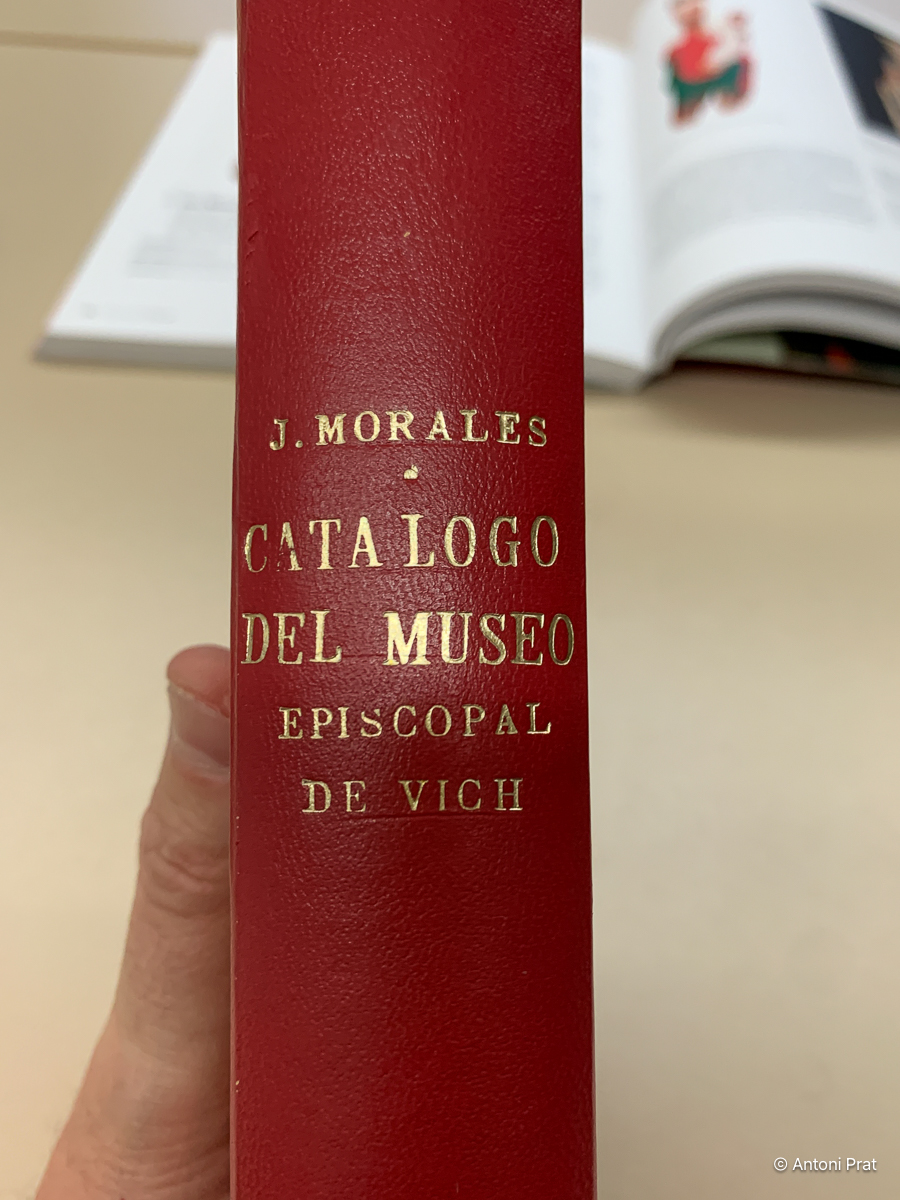 J. MORALES
CATALOGO
DEL MUSEO
EPISCOPAL
DE VICH
© Antoni Prat